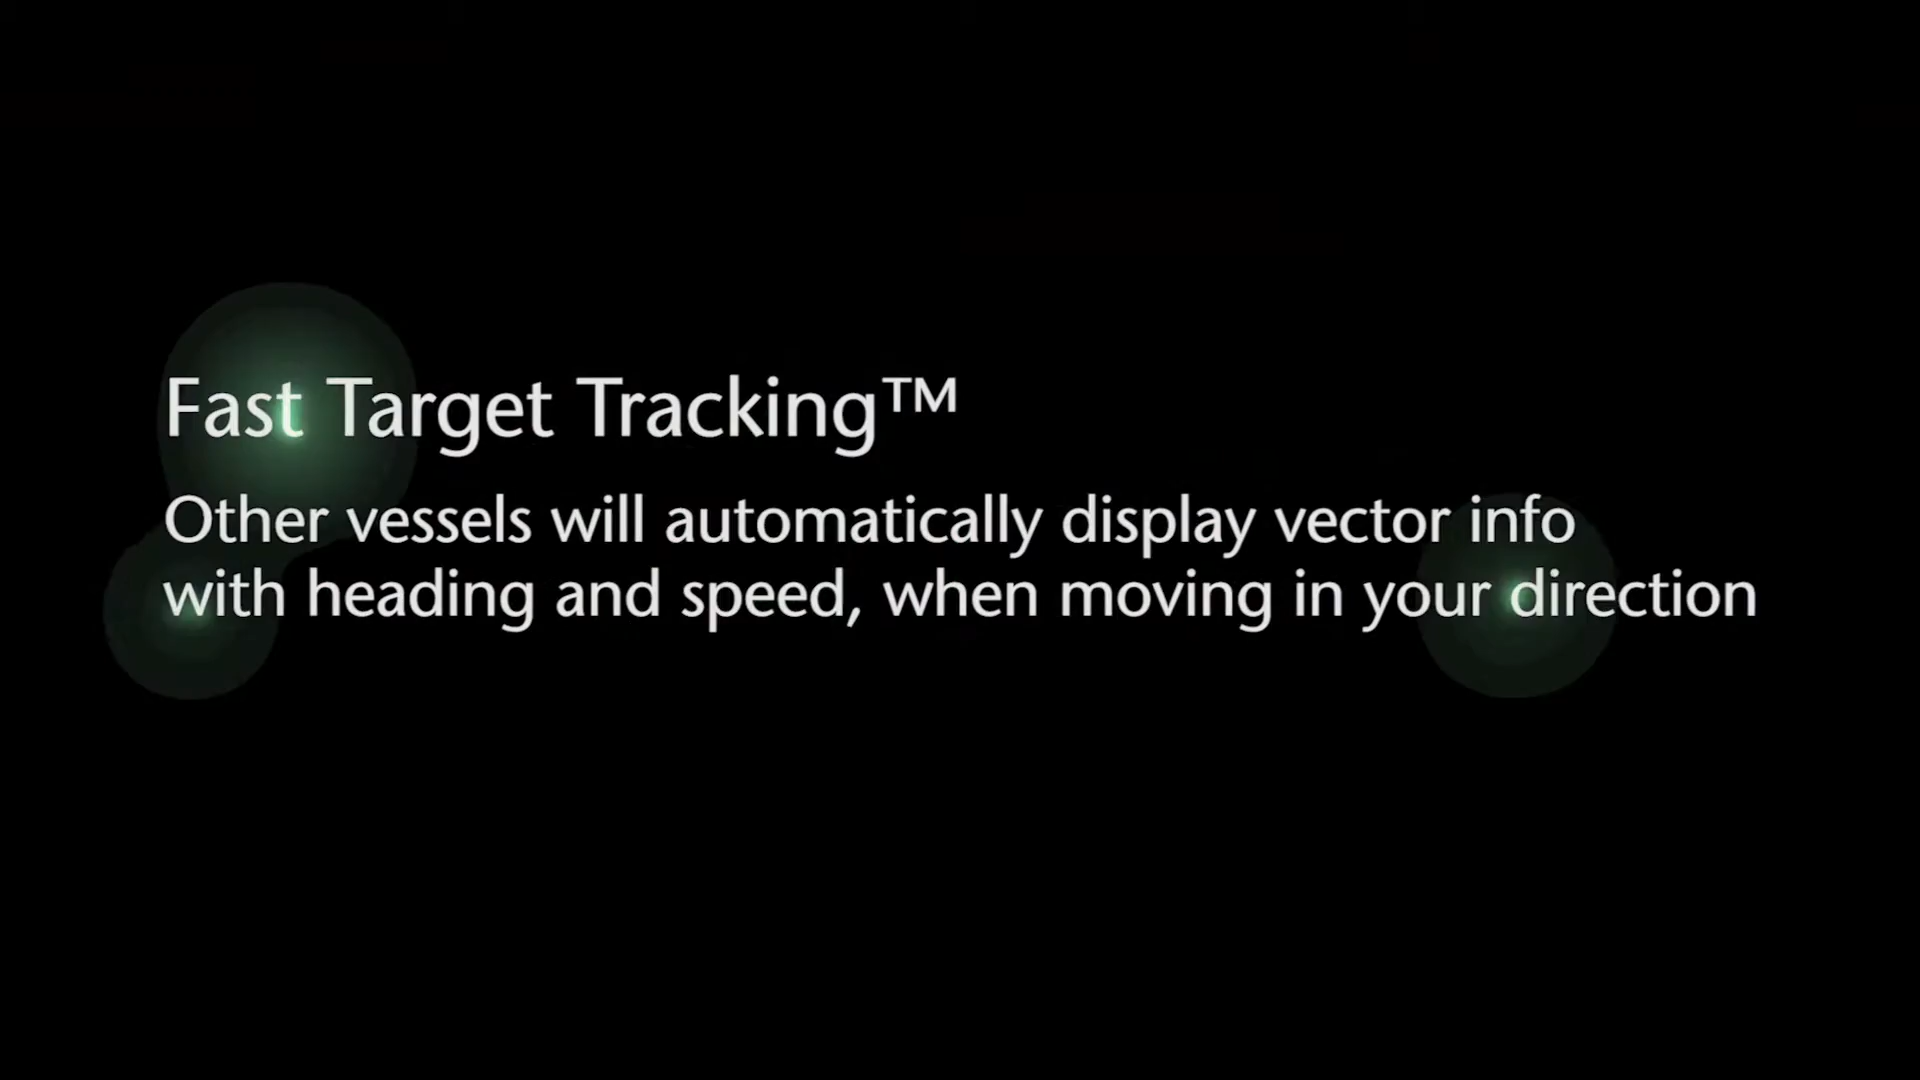 Fast Target Tracking™
Other vessels will automatically display vector info
with heading and speed, when moving in your direction